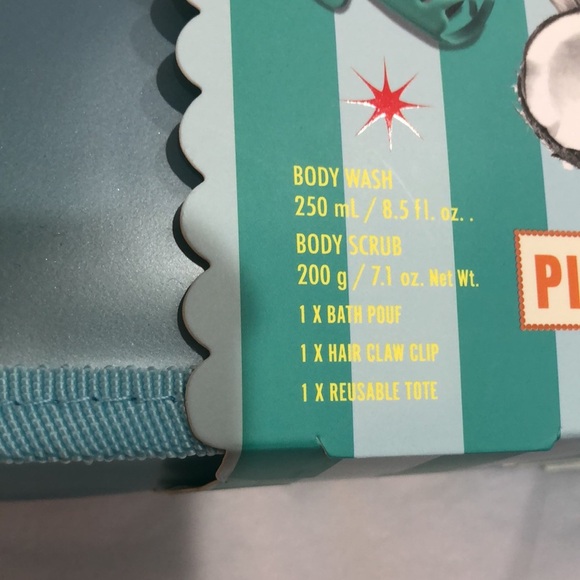 BODY WASH
250 mL / 8.5 fl. oz. .
BODY SCRUB
200 g / 7.1 oz. Net Wt.
1 X BATH POUF
1 X HAIR CLAW CLIP
1 X REUSABLE TOTE